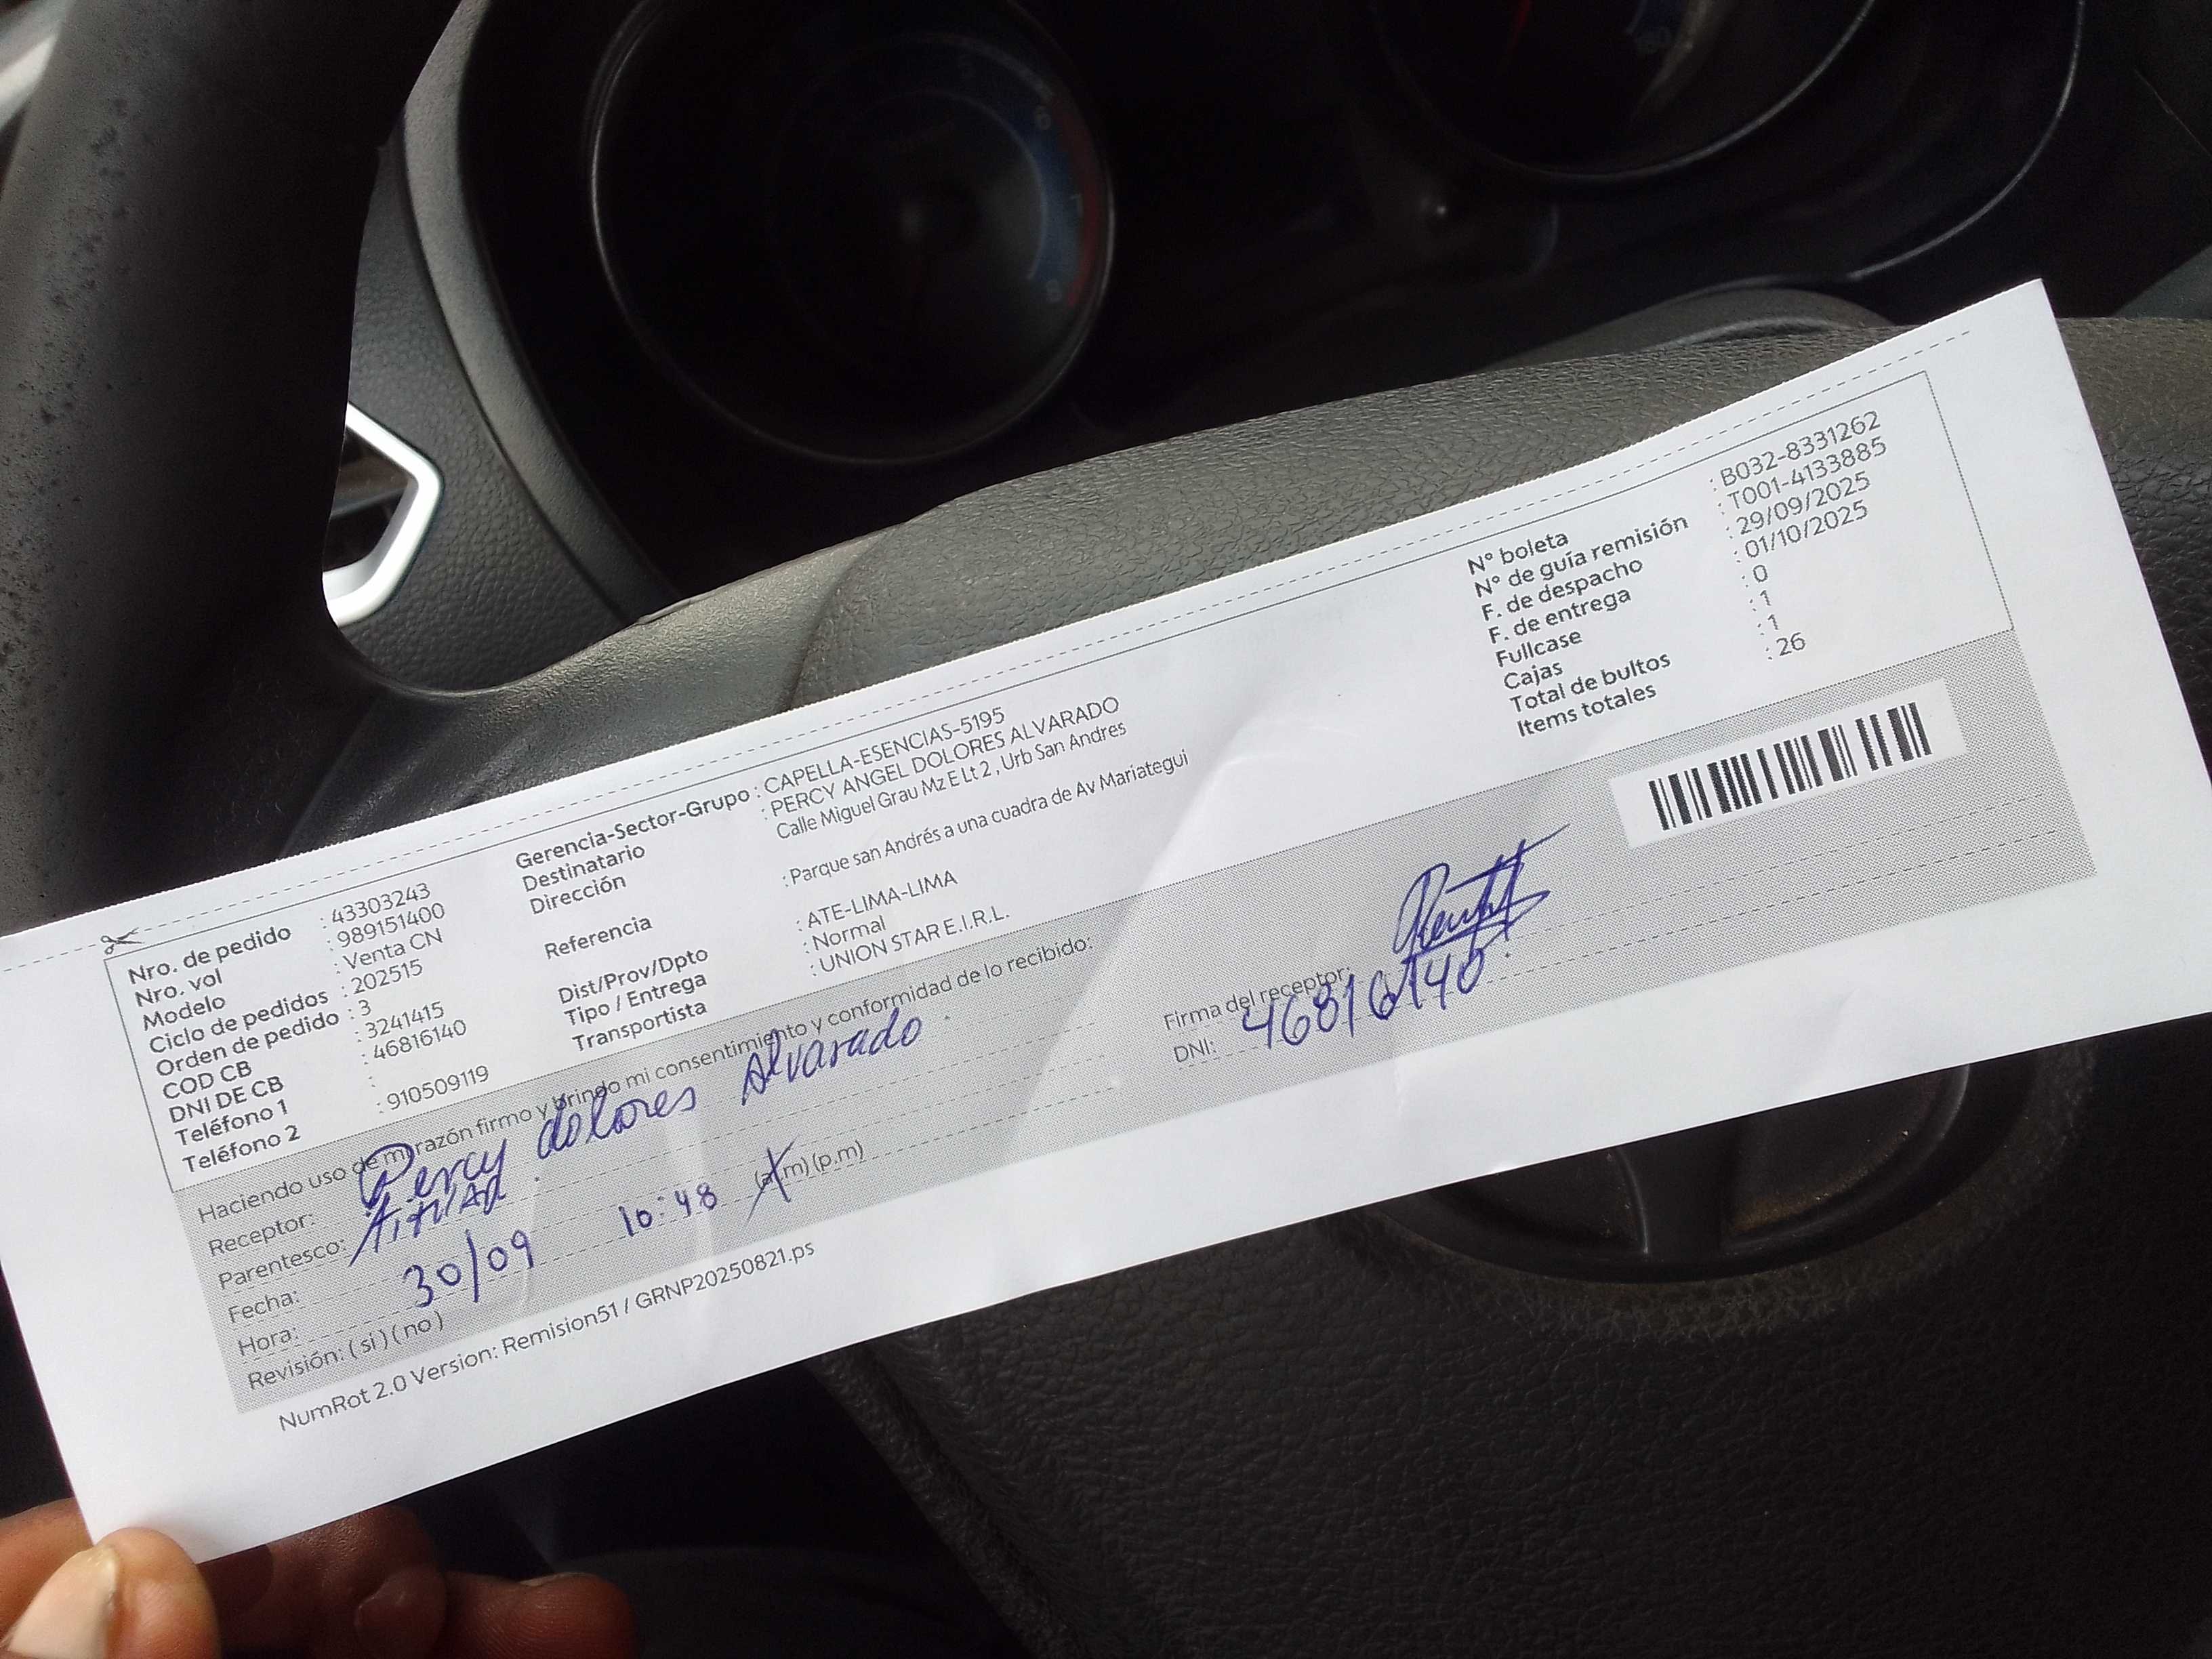 Nro. de pedido : 43303243
Nro. vol : 989151400
Modelo : Venta CN
Ciclo de pedidos : 202515
Orden de pedido : 3
COD CB : 3241415
DNI DE CB : 46816140
Teléfono 1 :
Teléfono 2 : 910509119
Gerencia-Sector-Grupo : CAPELLA-ESENCIAS-5195
Destinatario : PERCY ANGEL DOLORES ALVARADO
Dirección Calle Miguel Grau Mz E Lt 2 , Urb San Andres
Referencia : Parque san Andrés a una cuadra de Av Mariategui
Dist/Prov/Dpto : ATE-LIMA-LIMA
Tipo / Entrega : Normal
Transportista : UNION STAR E.I.R.L.
N° boleta : B032-8331262
N° de guía remisión : T001-4133885
F. de despacho : 29/09/2025
F. de entrega : 01/10/2025
Fullcase : 0
Cajas : 1
Total de bultos : 1
Items totales : 26
Haciendo uso de mi razón firmo y brindo mi consentimiento y conformidad de lo recibido:
Receptor: Percy dolores Alvarado
Parentesco:
Fecha: 30/09
Hora: 10:48 (a.m) (p.m)
Revisión: ( si ) ( no )
Firma del receptor:
DNI: 46816140
NumRot 2.0 Version: Remision51 / GRNP20250821.ps